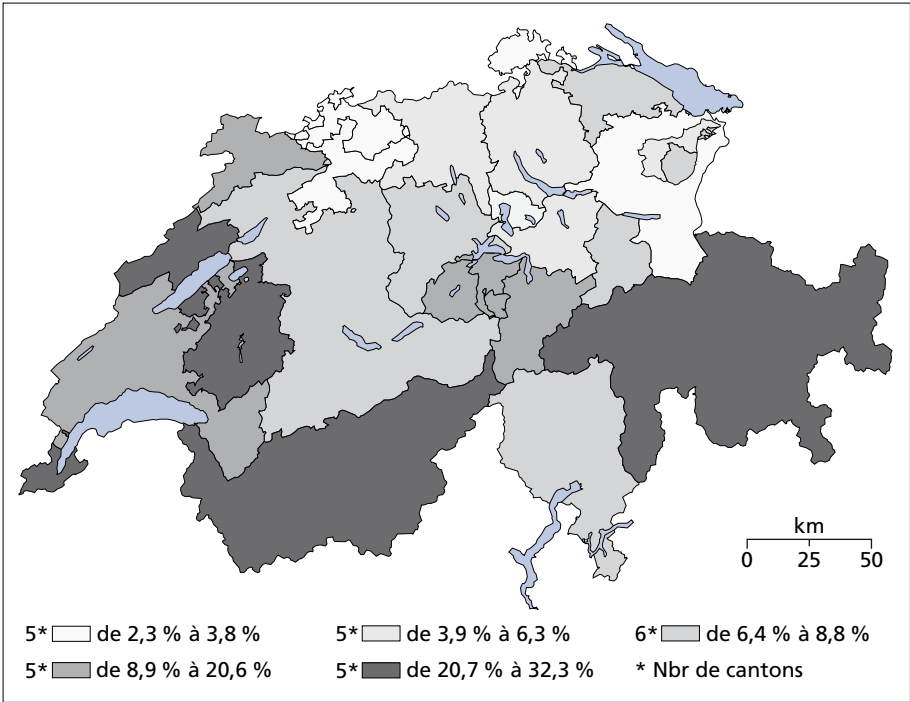 km
0 25 50
5* de 2,3 % à 3,8 % 5* de 3,9 % à 6,3 % 6* de 6,4 % à 8,8 %
5* de 8,9 % à 20,6 % 5* de 20,7 % à 32,3 % * Nbr de cantons